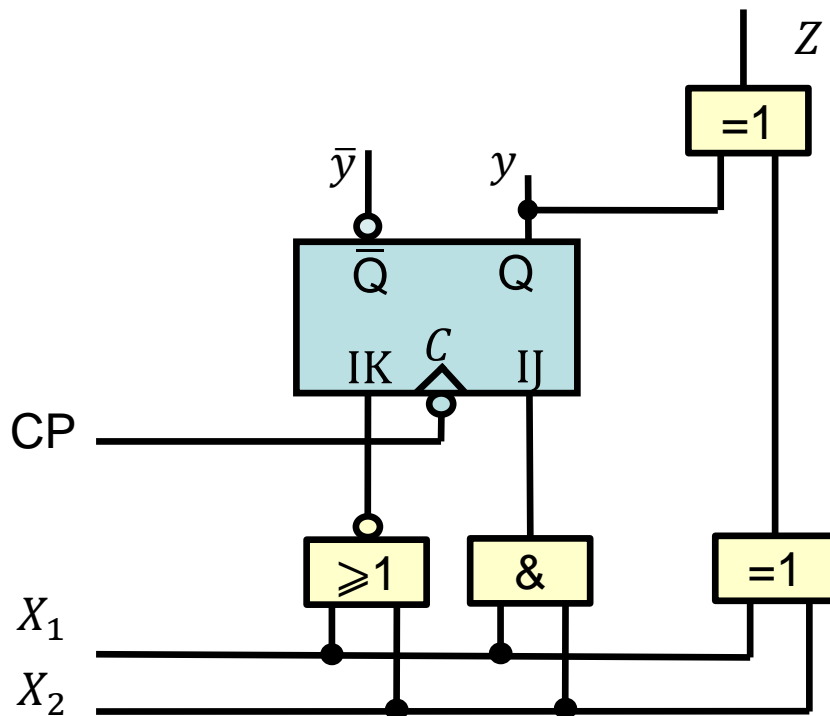 Z
=1
ȳ y
Q̅ Q
IK C IJ
CP
⩾1 & =1
X₁
X₂